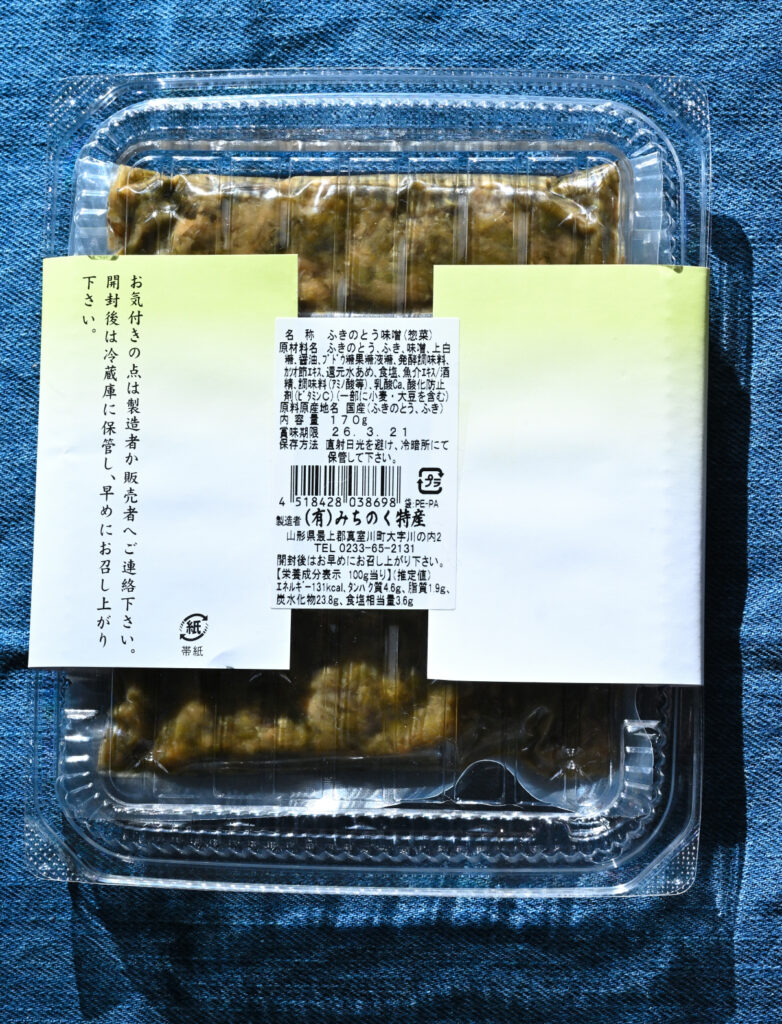 お気付きの点は製造者か販売者へご連絡下さい。
開封後は冷蔵庫に保管し、早めにお召し上がり
下さい。
紙
帯紙
名 称 ふきのとう味噌(惣菜)
原材料名 ふきのとう、ふき、味噌、上白
糖、醤油、ブドウ糖果糖液糖、発酵調味料、
カツオ節エキス、還元水あめ、食塩、魚介エキス/酒
精、調味料(アミノ酸等)、乳酸Ca、酸化防止
剤(ビタミンC)(一部に小麦・大豆を含む)
原料原産地名 国産(ふきのとう、ふき)
内 容 量 170g
賞味期限 26. 3. 21
保存方法 直射日光を避け、冷暗所にて
保管して下さい。
プラ
4 518428 038698 袋:PE-PA
製造者 (有)みちのく特産
山形県最上郡真室川町大字川の内2
TEL 0233-65-2131
開封後はお早めにお召し上がり下さい。
【栄養成分表示 100g当り】(推定値)
エネルギー131kcal、タンパク質4.6g、脂質1.9g、
炭水化物23.8g、食塩相当量3.6g